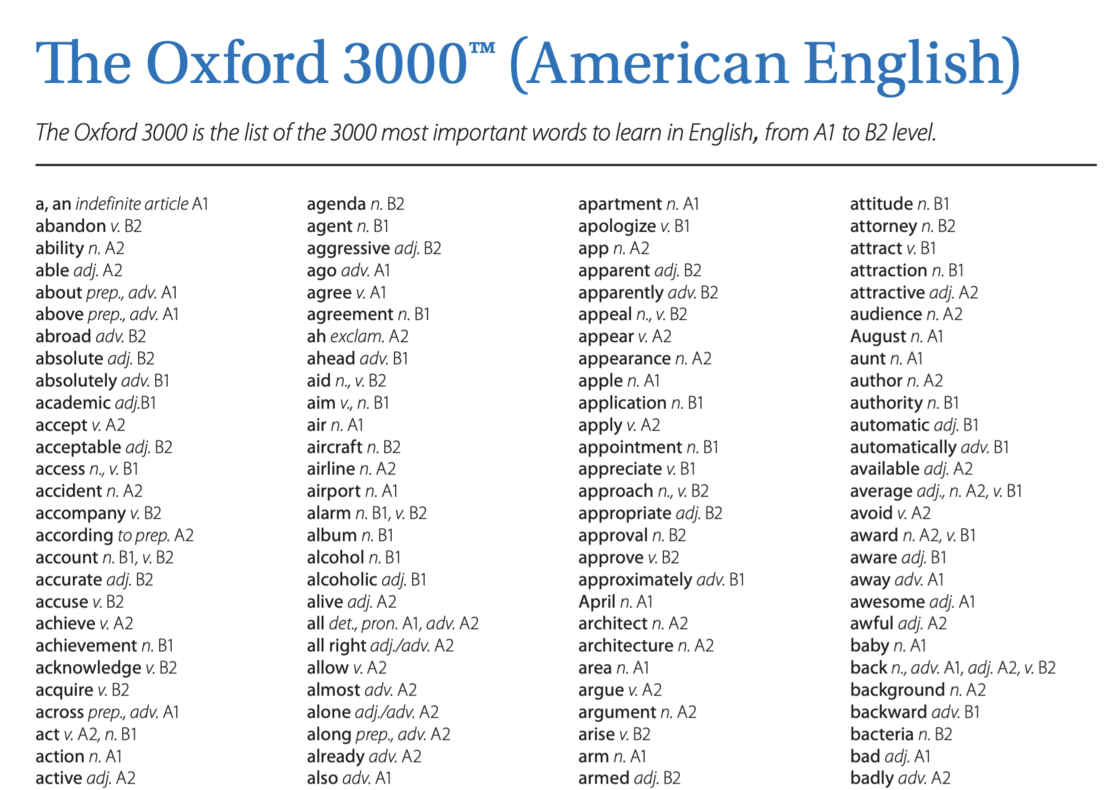 The Oxford 3000™ (American English)
The Oxford 3000 is the list of the 3000 most important words to learn in English, from A1 to B2 level.
a, an indefinite article A1
abandon v. B2
ability n. A2
able adj. A2
about prep., adv. A1
above prep., adv. A1
abroad adv. B2
absolute adj. B2
absolutely adv. B1
academic adj.B1
accept v. A2
acceptable adj. B2
access n., v. B1
accident n. A2
accompany v. B2
according to prep. A2
account n. B1, v. B2
accurate adj. B2
accuse v. B2
achieve v. A2
achievement n. B1
acknowledge v. B2
acquire v. B2
across prep., adv. A1
act v. A2, n. B1
action n. A1
active adj. A2
agenda n. B2
agent n. B1
aggressive adj. B2
ago adv. A1
agree v. A1
agreement n. B1
ah exclam. A2
ahead adv. B1
aid n., v. B2
aim v., n. B1
air n. A1
aircraft n. B2
airline n. A2
airport n. A1
alarm n. B1, v. B2
album n. B1
alcohol n. B1
alcoholic adj. B1
alive adj. A2
all det., pron. A1, adv. A2
all right adj./adv. A2
allow v. A2
almost adv. A2
alone adj./adv. A2
along prep., adv. A2
already adv. A2
also adv. A1
apartment n. A1
apologize v. B1
app n. A2
apparent adj. B2
apparently adv. B2
appeal n., v. B2
appear v. A2
appearance n. A2
apple n. A1
application n. B1
apply v. A2
appointment n. B1
appreciate v. B1
approach n., v. B2
appropriate adj. B2
approval n. B2
approve v. B2
approximately adv. B1
April n. A1
architect n. A2
architecture n. A2
area n. A1
argue v. A2
argument n. A2
arise v. B2
arm n. A1
armed adj. B2
attitude n. B1
attorney n. B2
attract v. B1
attraction n. B1
attractive adj. A2
audience n. A2
August n. A1
aunt n. A1
author n. A2
authority n. B1
automatic adj. B1
automatically adv. B1
available adj. A2
average adj., n. A2, v. B1
avoid v. A2
award n. A2, v. B1
aware adj. B1
away adv. A1
awesome adj. A1
awful adj. A2
baby n. A1
back n., adv. A1, adj. A2, v. B2
background n. A2
backward adv. B1
bacteria n. B2
bad adj. A1
badly adv. A2